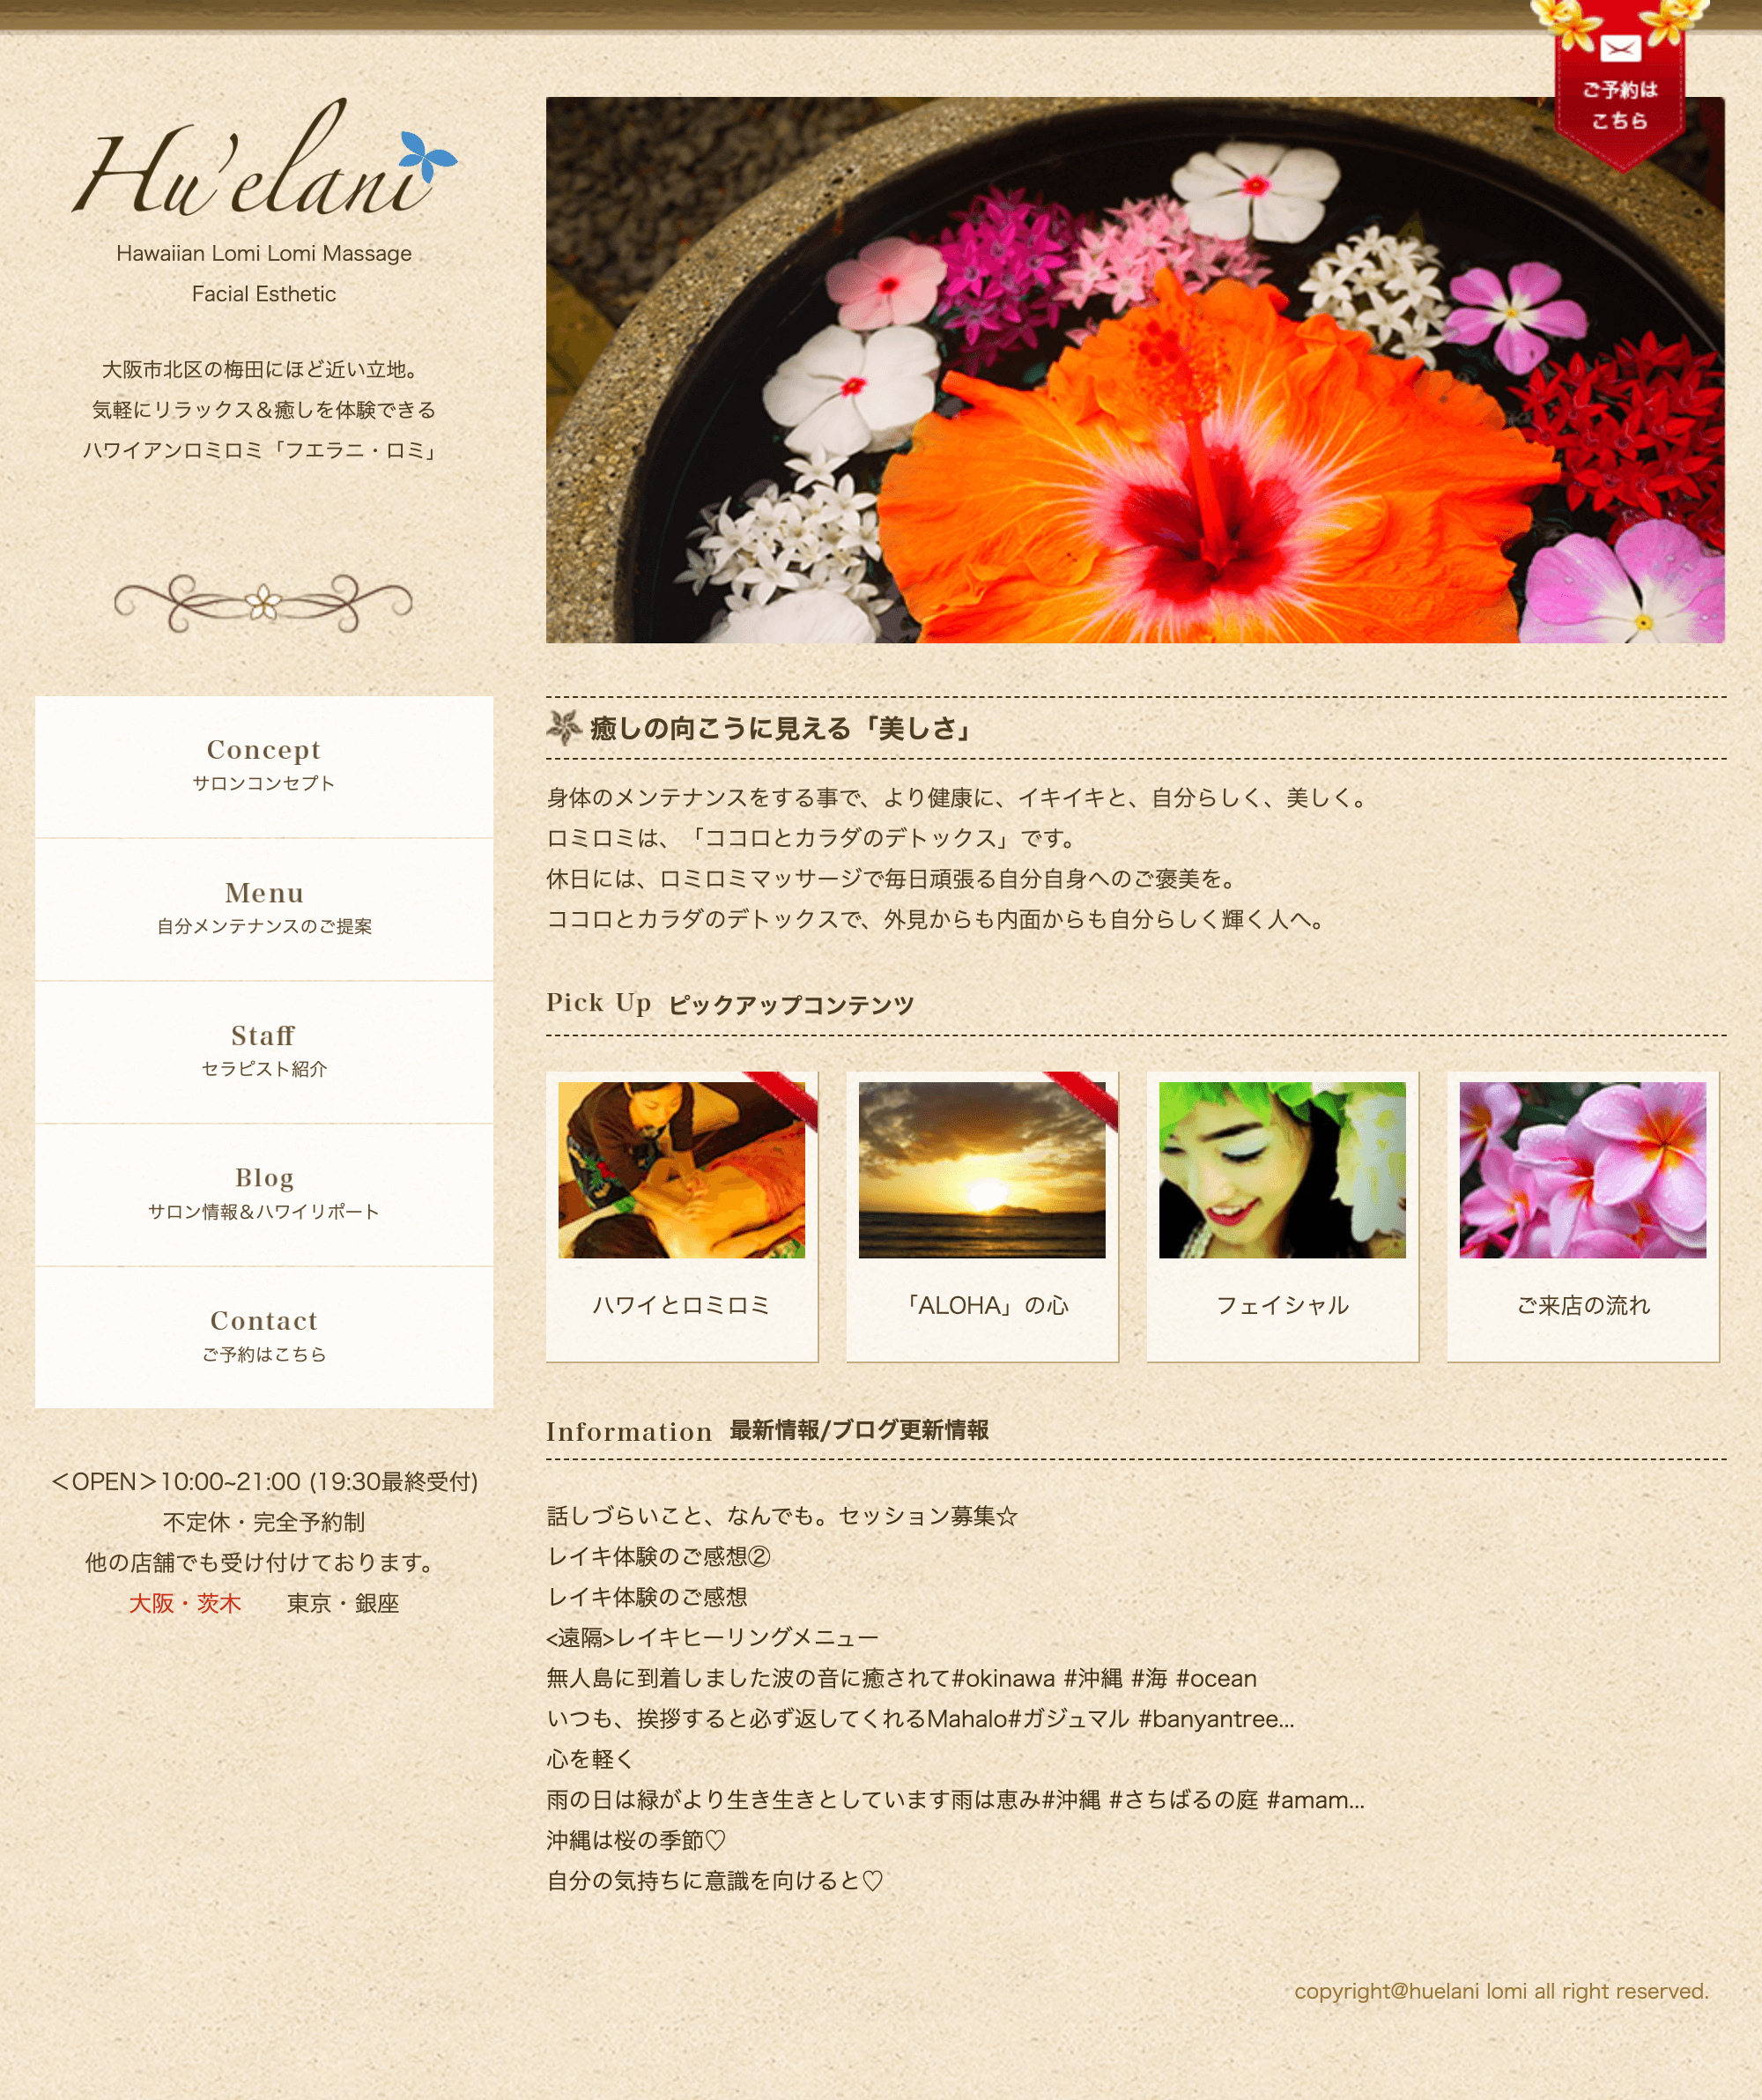 ご予約は
こちら
Hu'elani
Hawaiian Lomi Lomi Massage
Facial Esthetic
大阪市北区の梅田にほど近い立地。
気軽にリラックス＆癒しを体験できる
ハワイアンロミロミ「フエラニ・ロミ」
Concept
サロンコンセプト
Menu
自分メンテナンスのご提案
Staff
セラピスト紹介
Blog
サロン情報＆ハワイリポート
Contact
ご予約はこちら
＜OPEN＞10:00~21:00 (19:30最終受付)
不定休・完全予約制
他の店舗でも受け付けております。
大阪・茨木　　東京・銀座
癒しの向こうに見える「美しさ」
身体のメンテナンスをする事で、より健康に、イキイキと、自分らしく、美しく。
ロミロミは、「ココロとカラダのデトックス」です。
休日には、ロミロミマッサージで毎日頑張る自分自身へのご褒美を。
ココロとカラダのデトックスで、外見からも内面からも自分らしく輝く人へ。
Pick Up ピックアップコンテンツ
ハワイとロミロミ
「ALOHA」の心
フェイシャル
ご来店の流れ
Information 最新情報/ブログ更新情報
話しづらいこと、なんでも。セッション募集☆
レイキ体験のご感想②
レイキ体験のご感想
<遠隔>レイキヒーリングメニュー
無人島に到着しました波の音に癒されて#okinawa #沖縄 #海 #ocean
いつも、挨拶すると必ず返してくれるMahalo#ガジュマル #banyantree...
心を軽く
雨の日は緑がより生き生きとしています雨は恵み#沖縄 #さちばるの庭 #amam...
沖縄は桜の季節♡
自分の気持ちに意識を向けると♡
copyright@huelani lomi all right reserved.